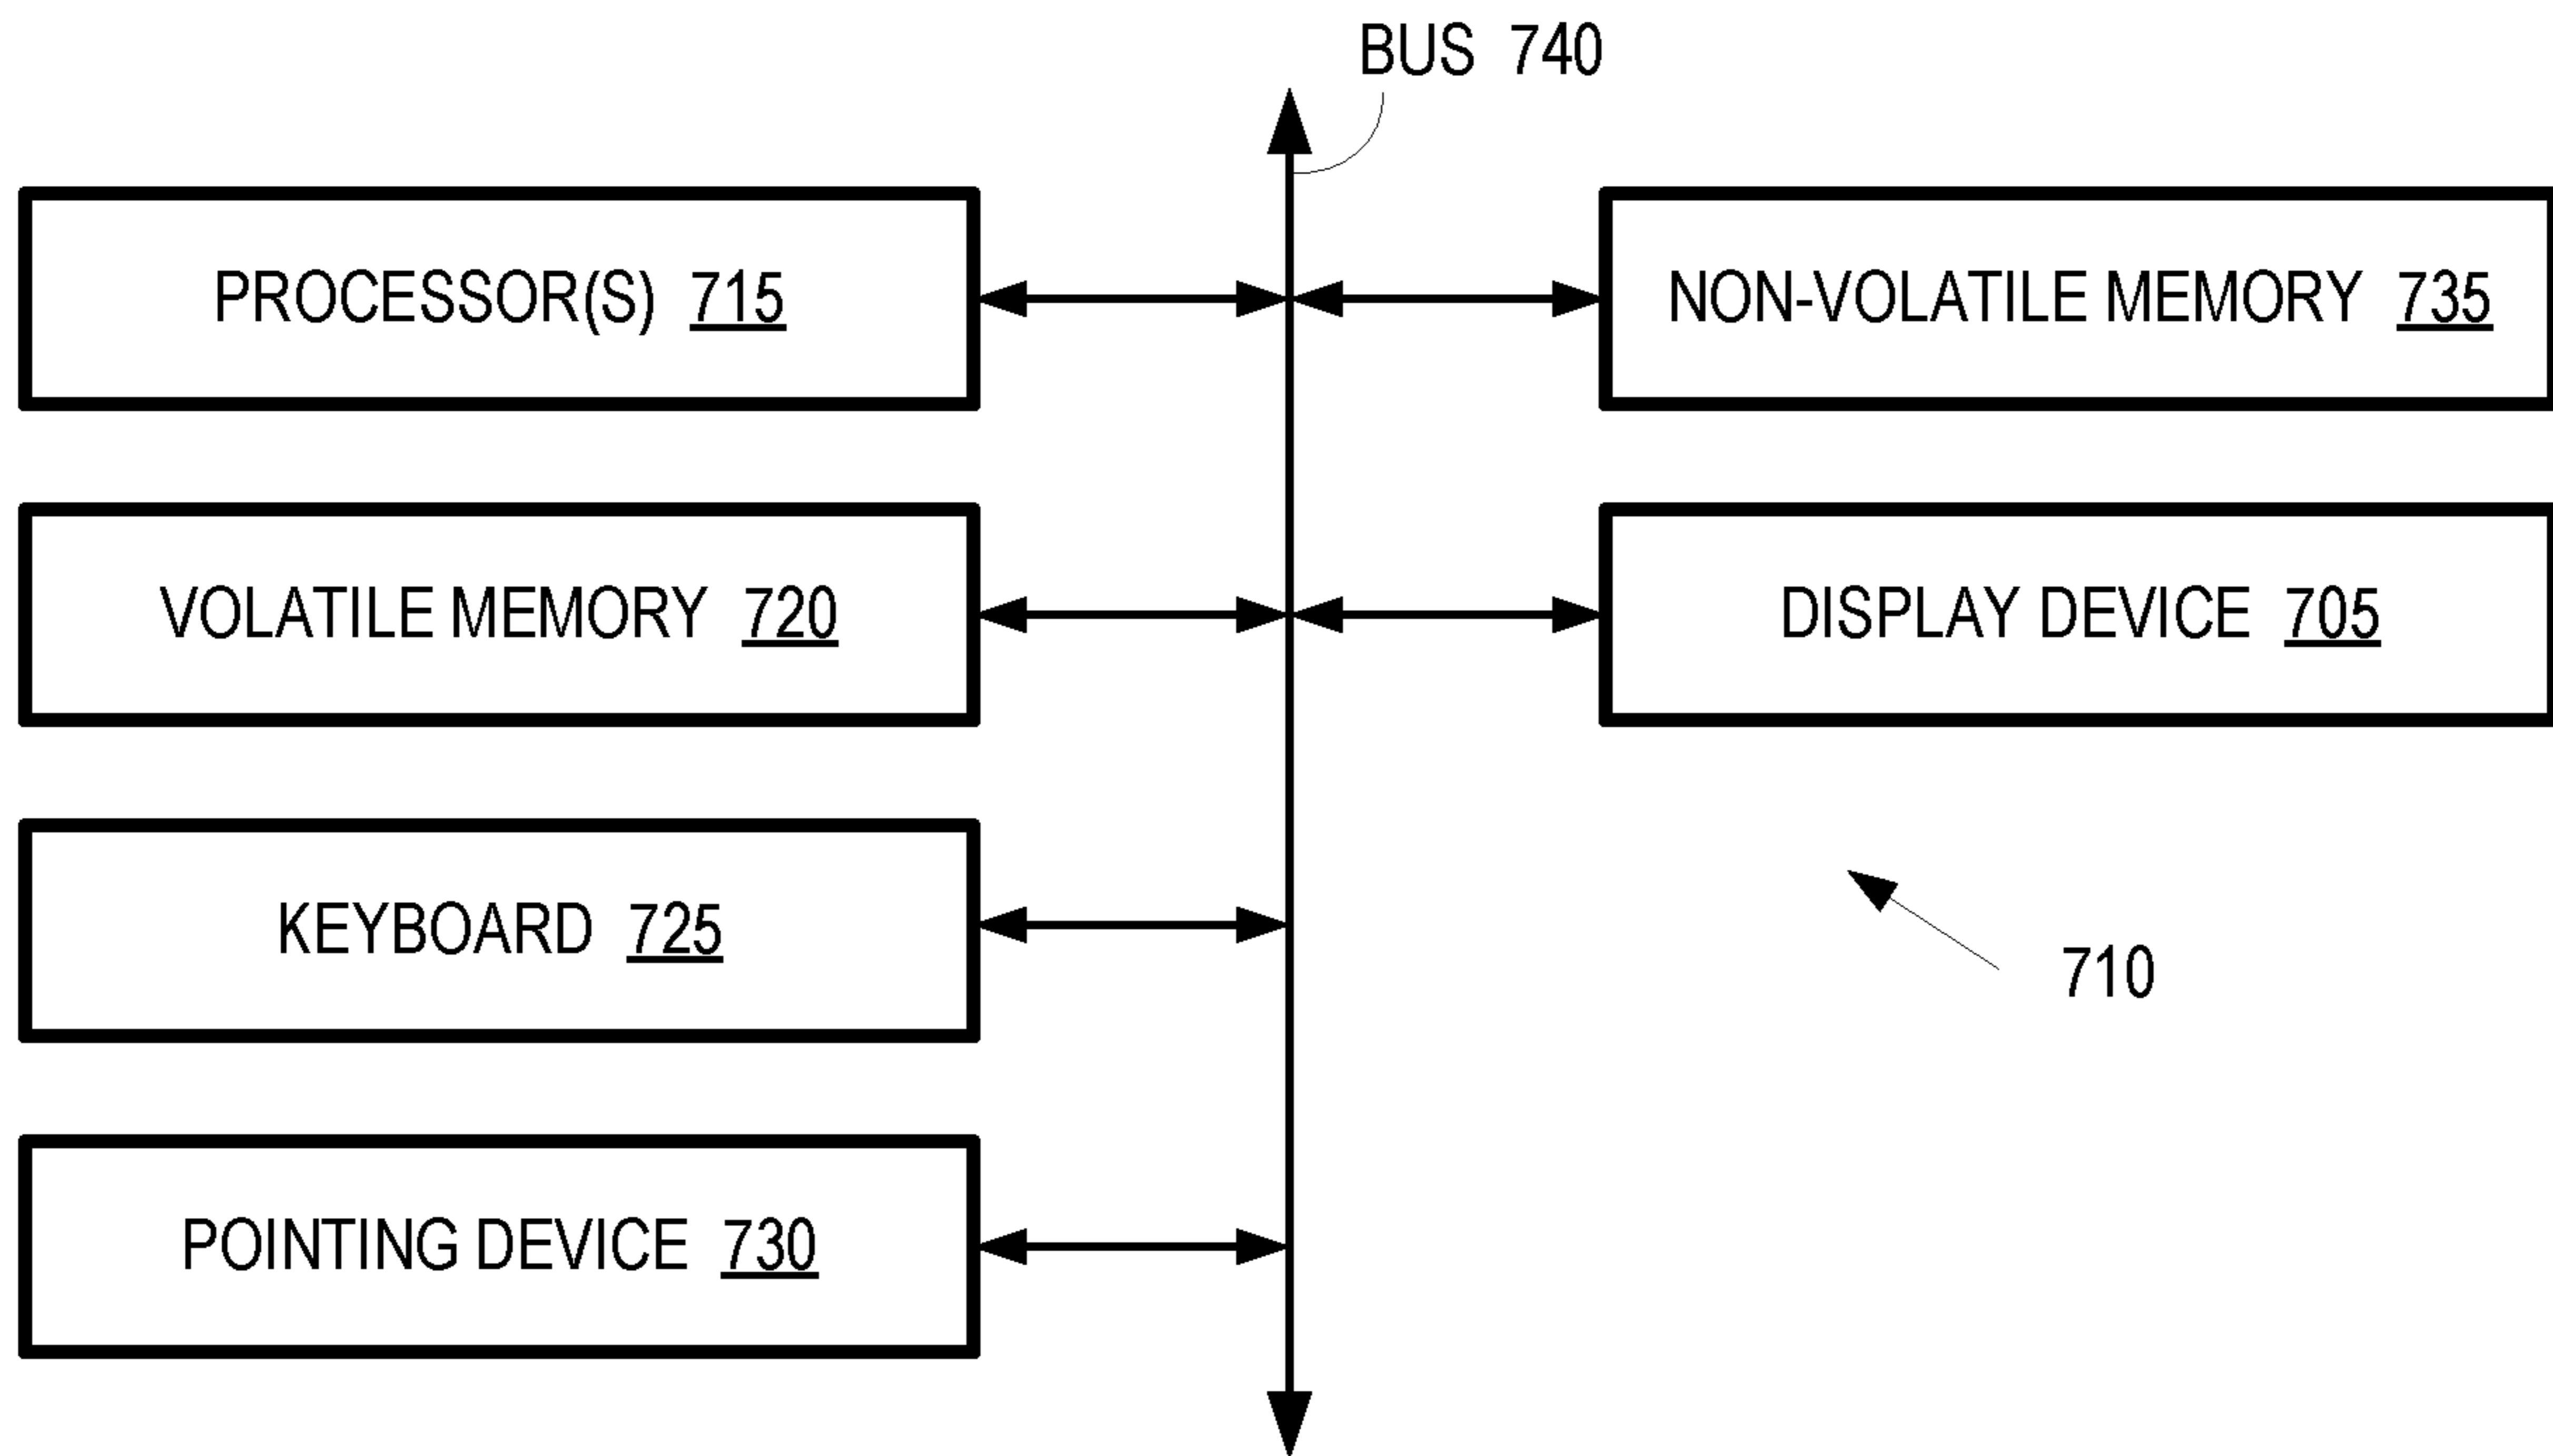 BUS 740
PROCESSOR(S) 715
NON-VOLATILE MEMORY 735
VOLATILE MEMORY 720
DISPLAY DEVICE 705
KEYBOARD 725
710
POINTING DEVICE 730